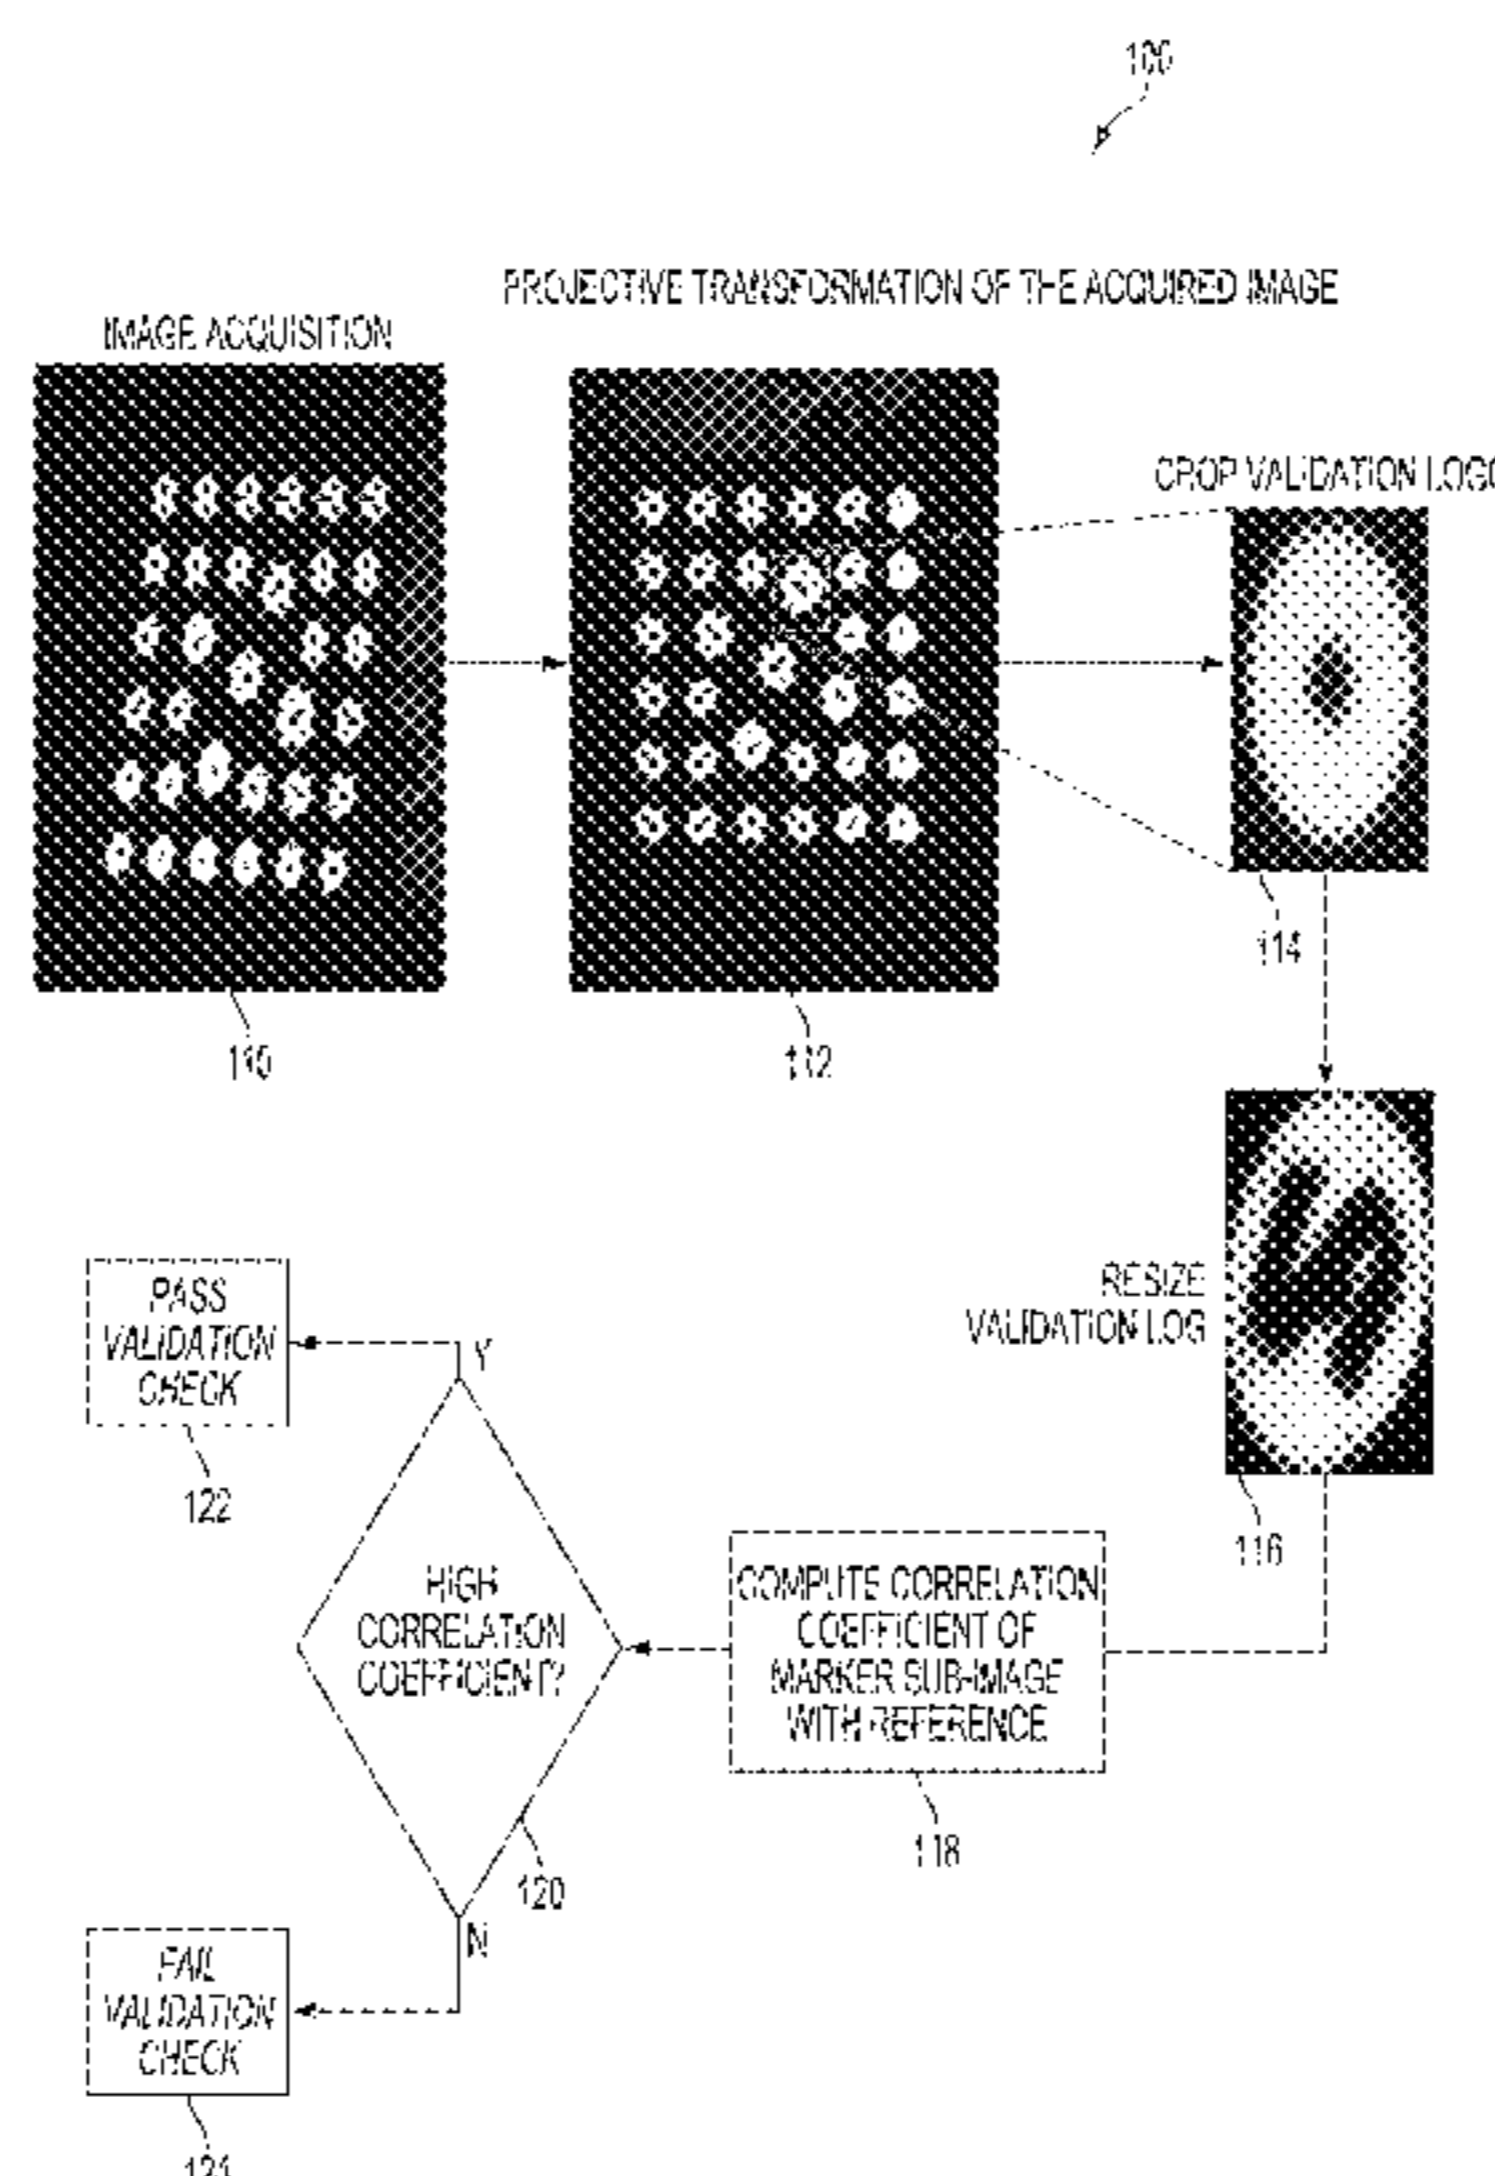 100
PROJECTIVE TRANSFORMATION OF THE ACQUIRED IMAGE
IMAGE ACQUISITION
CROP VALIDATION LOGO
114
110
112
RESIZE
VALIDATION LOG
116
PASS
VALIDATION
CHECK
122
Y
HIGH
CORRELATION
COEFFICIENT?
120
N
COMPUTE CORRELATION
COEFFICIENT OF
MARKER SUB-IMAGE
WITH REFERENCE
118
FAIL
VALIDATION
CHECK